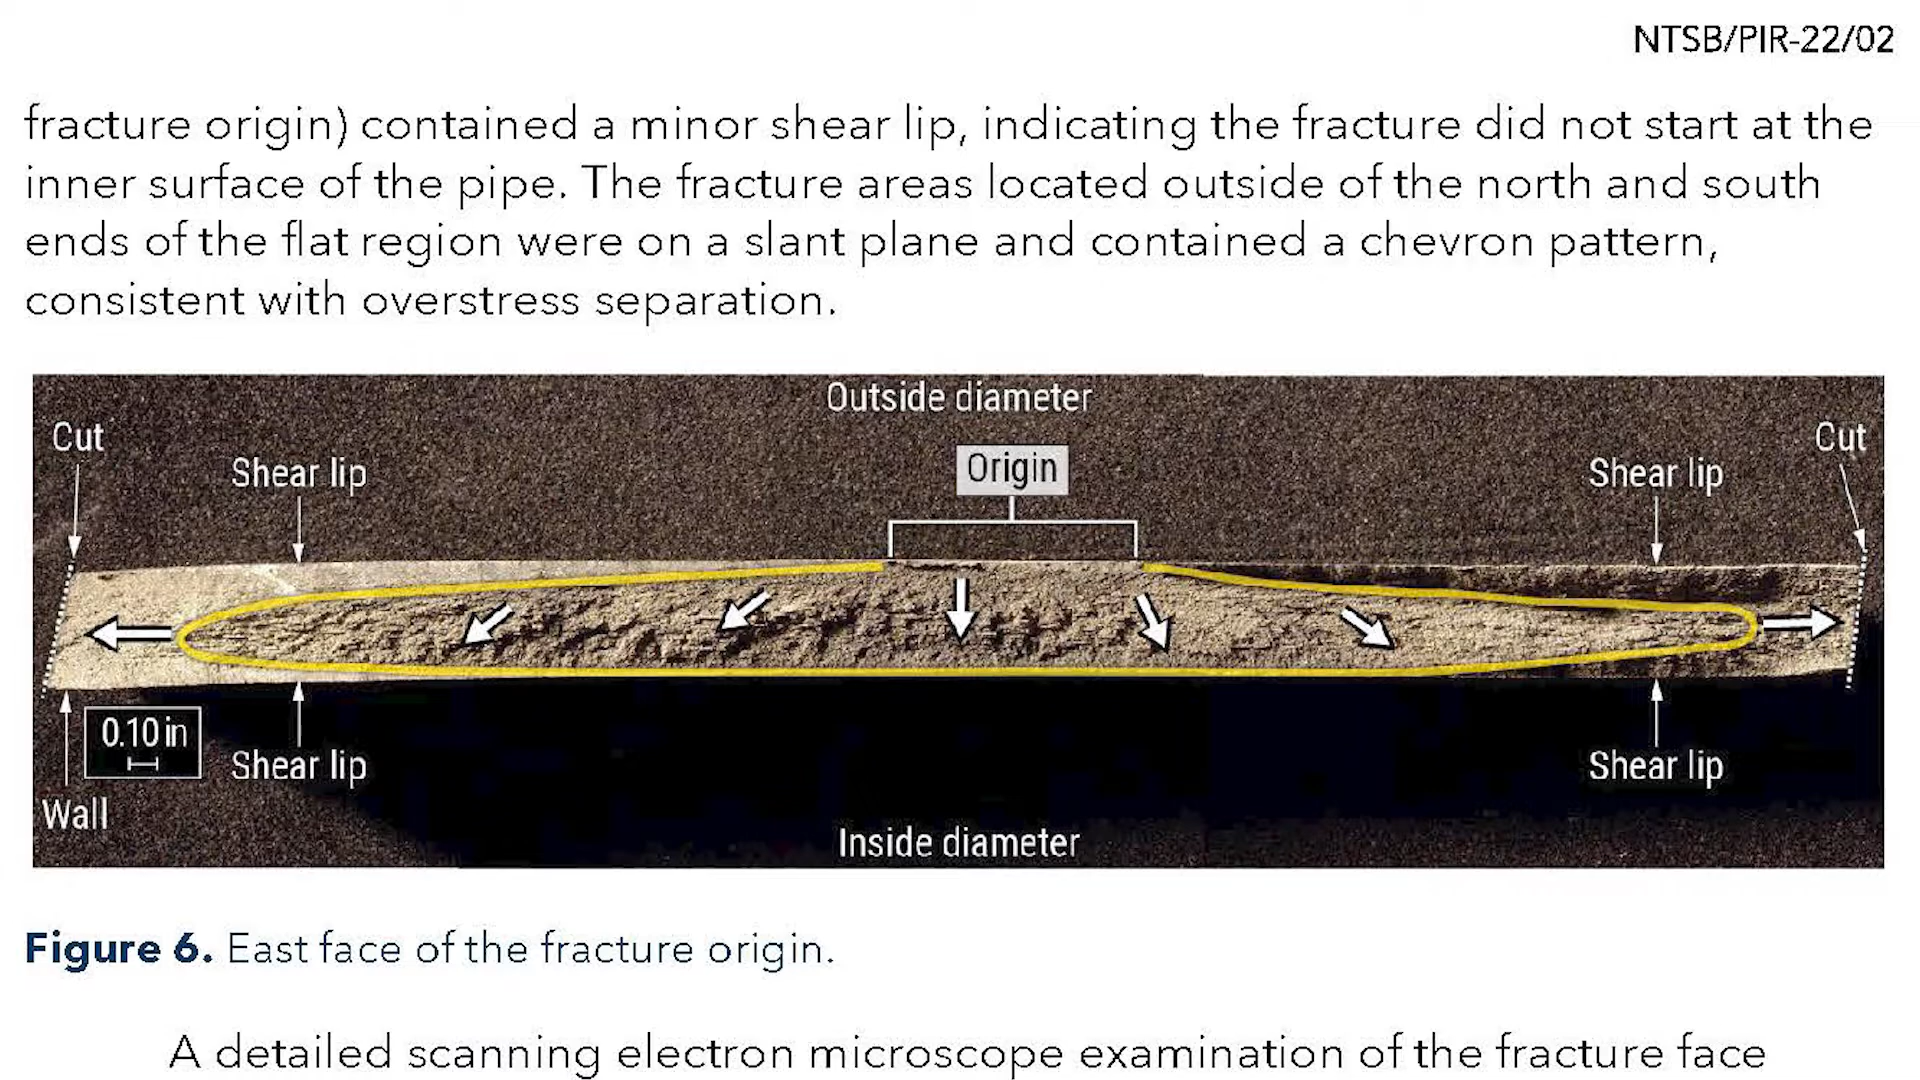 NTSB/PIR-22/02
fracture origin) contained a minor shear lip, indicating the fracture did not start at the
inner surface of the pipe. The fracture areas located outside of the north and south
ends of the flat region were on a slant plane and contained a chevron pattern,
consistent with overstress separation.
Outside diameter
Cut
Cut
Shear lip
Origin
Shear lip
0.10 in
Shear lip
Shear lip
Wall
Inside diameter
Figure 6. East face of the fracture origin.
A detailed scanning electron microscope examination of the fracture face